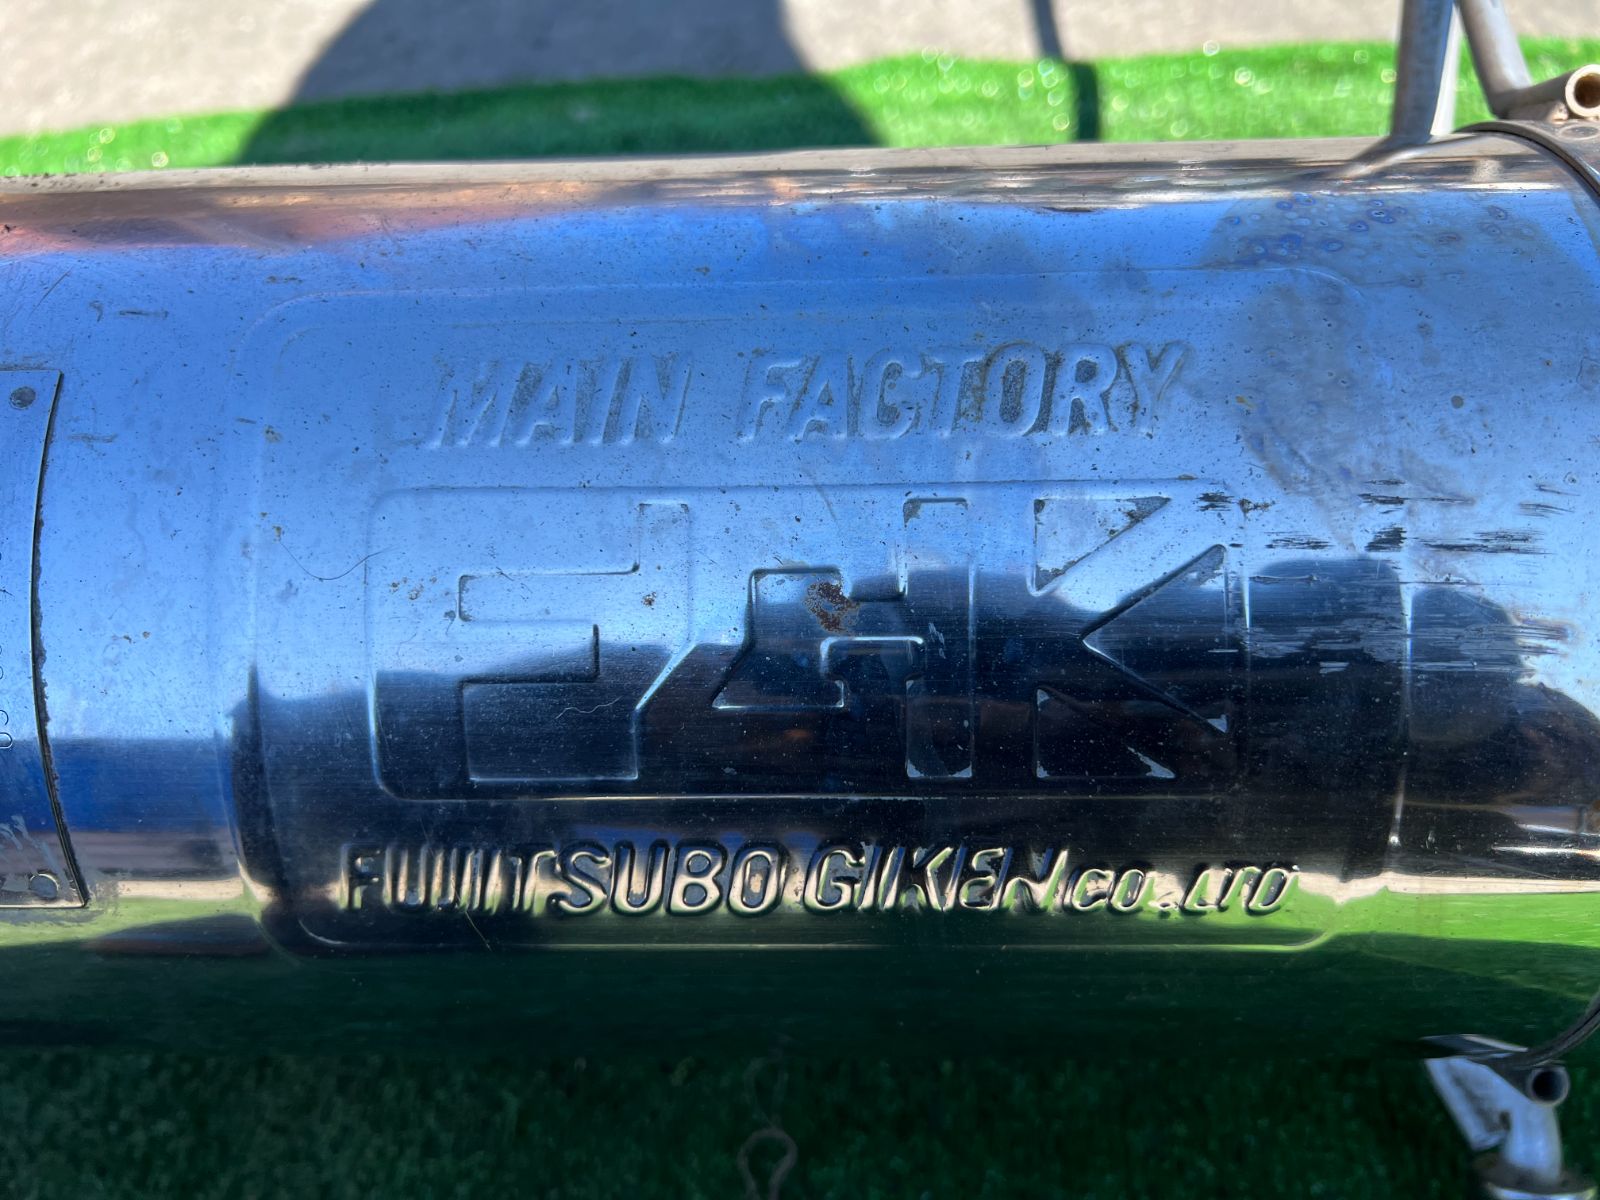 MAIN FACTORY
FGK
FUJITSUBO GIKEN CO.,LTD